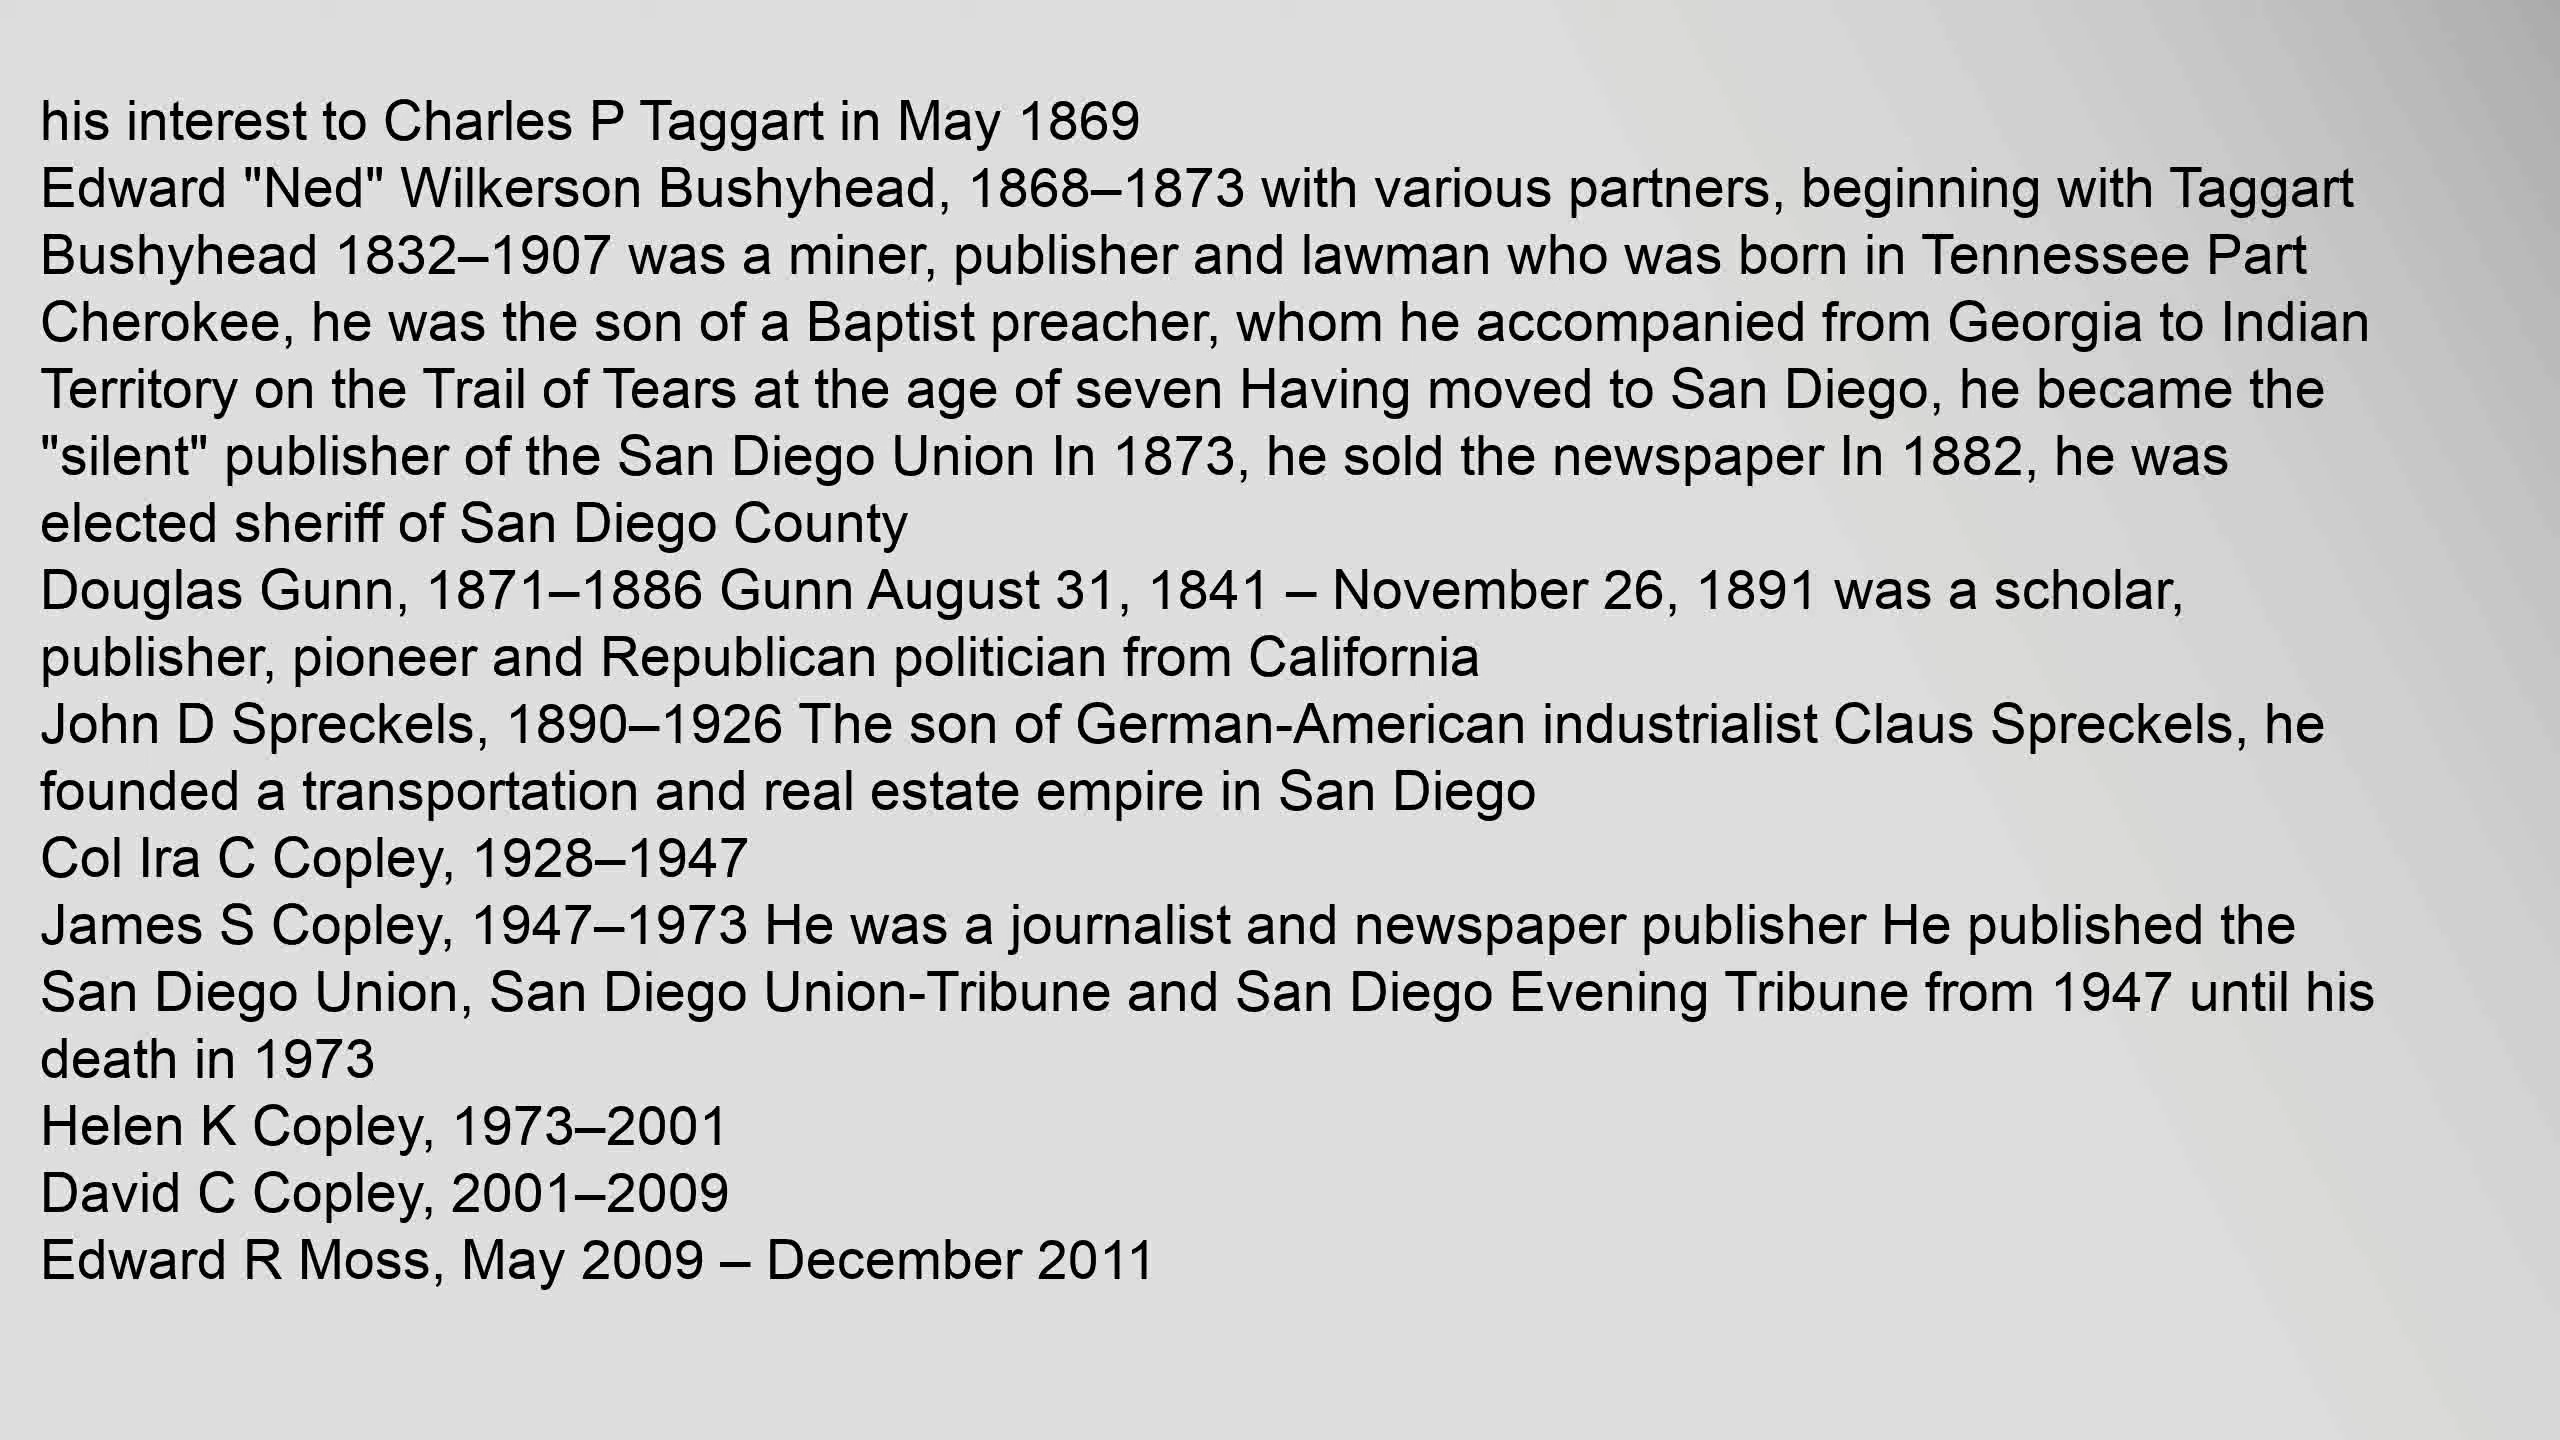 his interest to Charles P Taggart in May 1869
Edward "Ned" Wilkerson Bushyhead, 1868–1873 with various partners, beginning with Taggart
Bushyhead 1832–1907 was a miner, publisher and lawman who was born in Tennessee Part
Cherokee, he was the son of a Baptist preacher, whom he accompanied from Georgia to Indian
Territory on the Trail of Tears at the age of seven Having moved to San Diego, he became the
"silent" publisher of the San Diego Union In 1873, he sold the newspaper In 1882, he was
elected sheriff of San Diego County
Douglas Gunn, 1871–1886 Gunn August 31, 1841 – November 26, 1891 was a scholar,
publisher, pioneer and Republican politician from California
John D Spreckels, 1890–1926 The son of German-American industrialist Claus Spreckels, he
founded a transportation and real estate empire in San Diego
Col Ira C Copley, 1928–1947
James S Copley, 1947–1973 He was a journalist and newspaper publisher He published the
San Diego Union, San Diego Union-Tribune and San Diego Evening Tribune from 1947 until his
death in 1973
Helen K Copley, 1973–2001
David C Copley, 2001–2009
Edward R Moss, May 2009 – December 2011